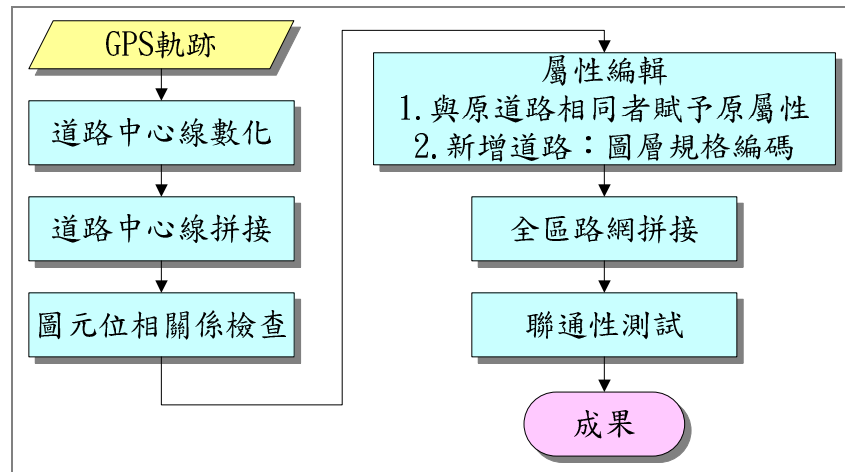 GPS軌跡
道路中心線數化
道路中心線拼接
圖元位相關係檢查
屬性編輯
1.與原道路相同者賦予原屬性
2.新增道路：圖層規格編碼
全區路網拼接
聯通性測試
成果